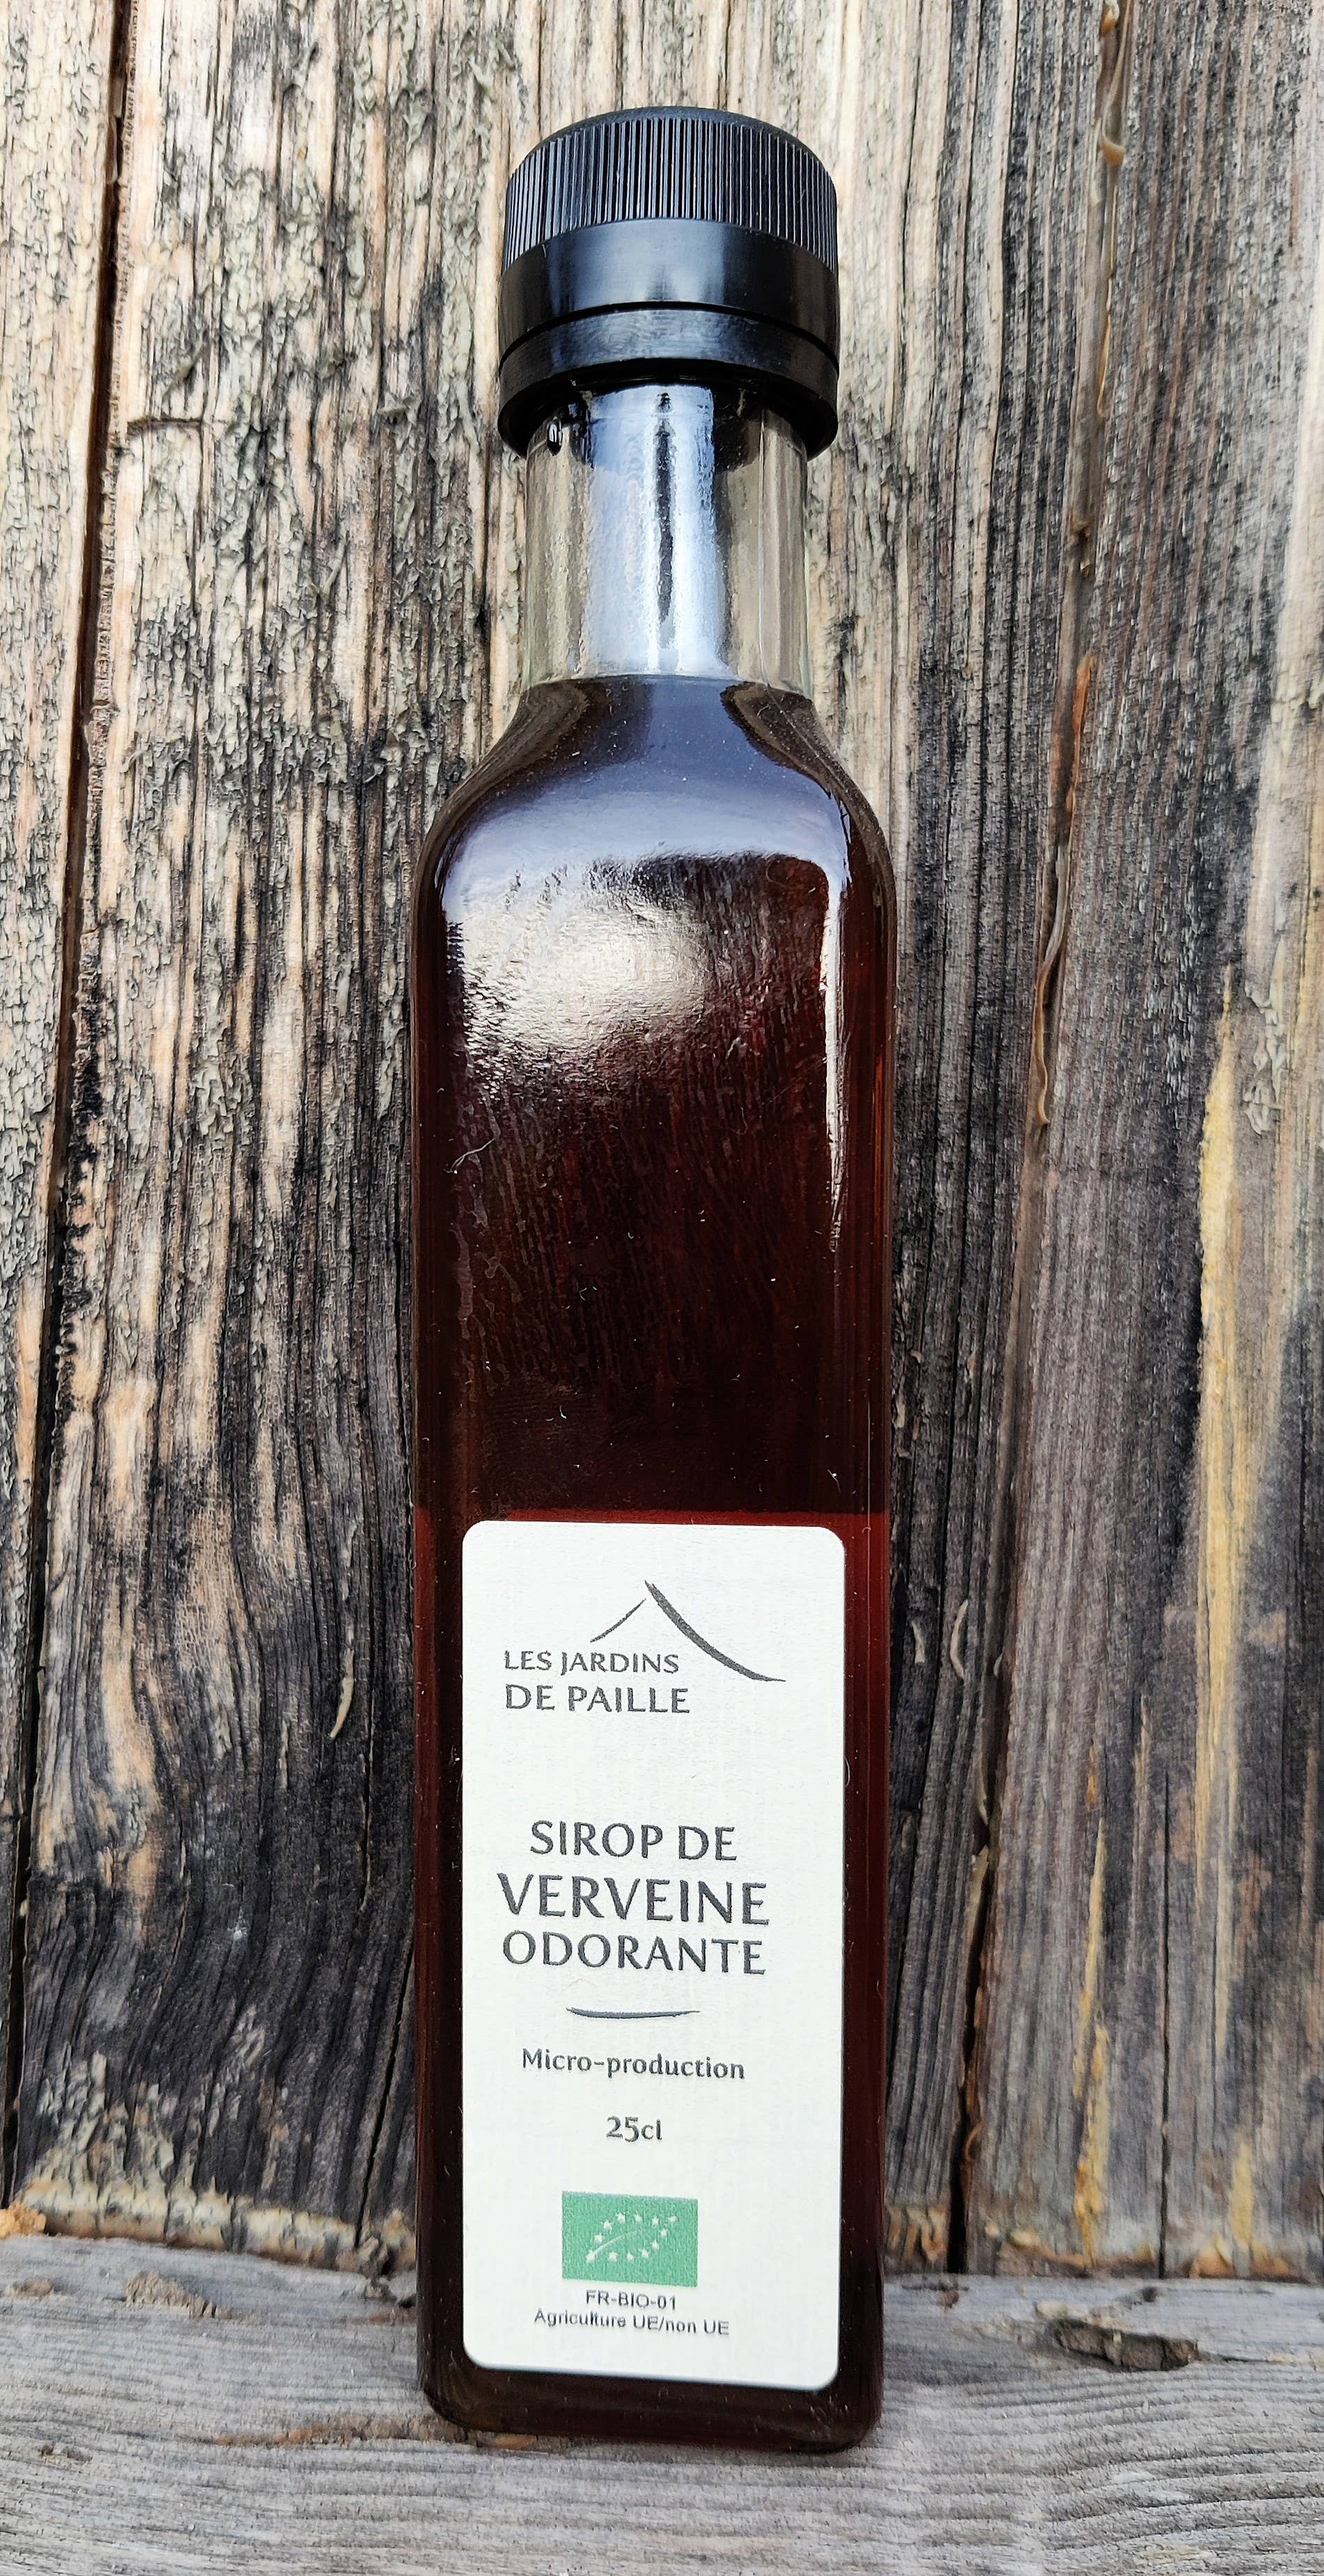 LES JARDINS
DE PAILLE
SIROP DE
VERVEINE
ODORANTE
Micro-production
25cl
FR-BIO-01
Agriculture UE/non UE